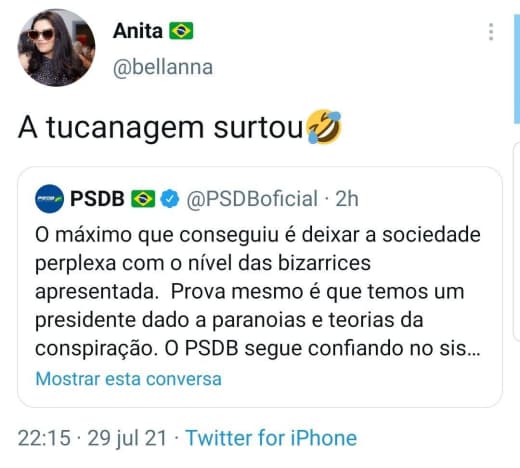 Anita 🇧🇷
@bellanna
A tucanagem surtou🤣
PSDB 🇧🇷 @PSDBoficial · 2h
O máximo que conseguiu é deixar a sociedade
perplexa com o nível das bizarrices
apresentada.  Prova mesmo é que temos um
presidente dado a paranoias e teorias da
conspiração. O PSDB segue confiando no sis...
Mostrar esta conversa
22:15 · 29 jul 21 · Twitter for iPhone